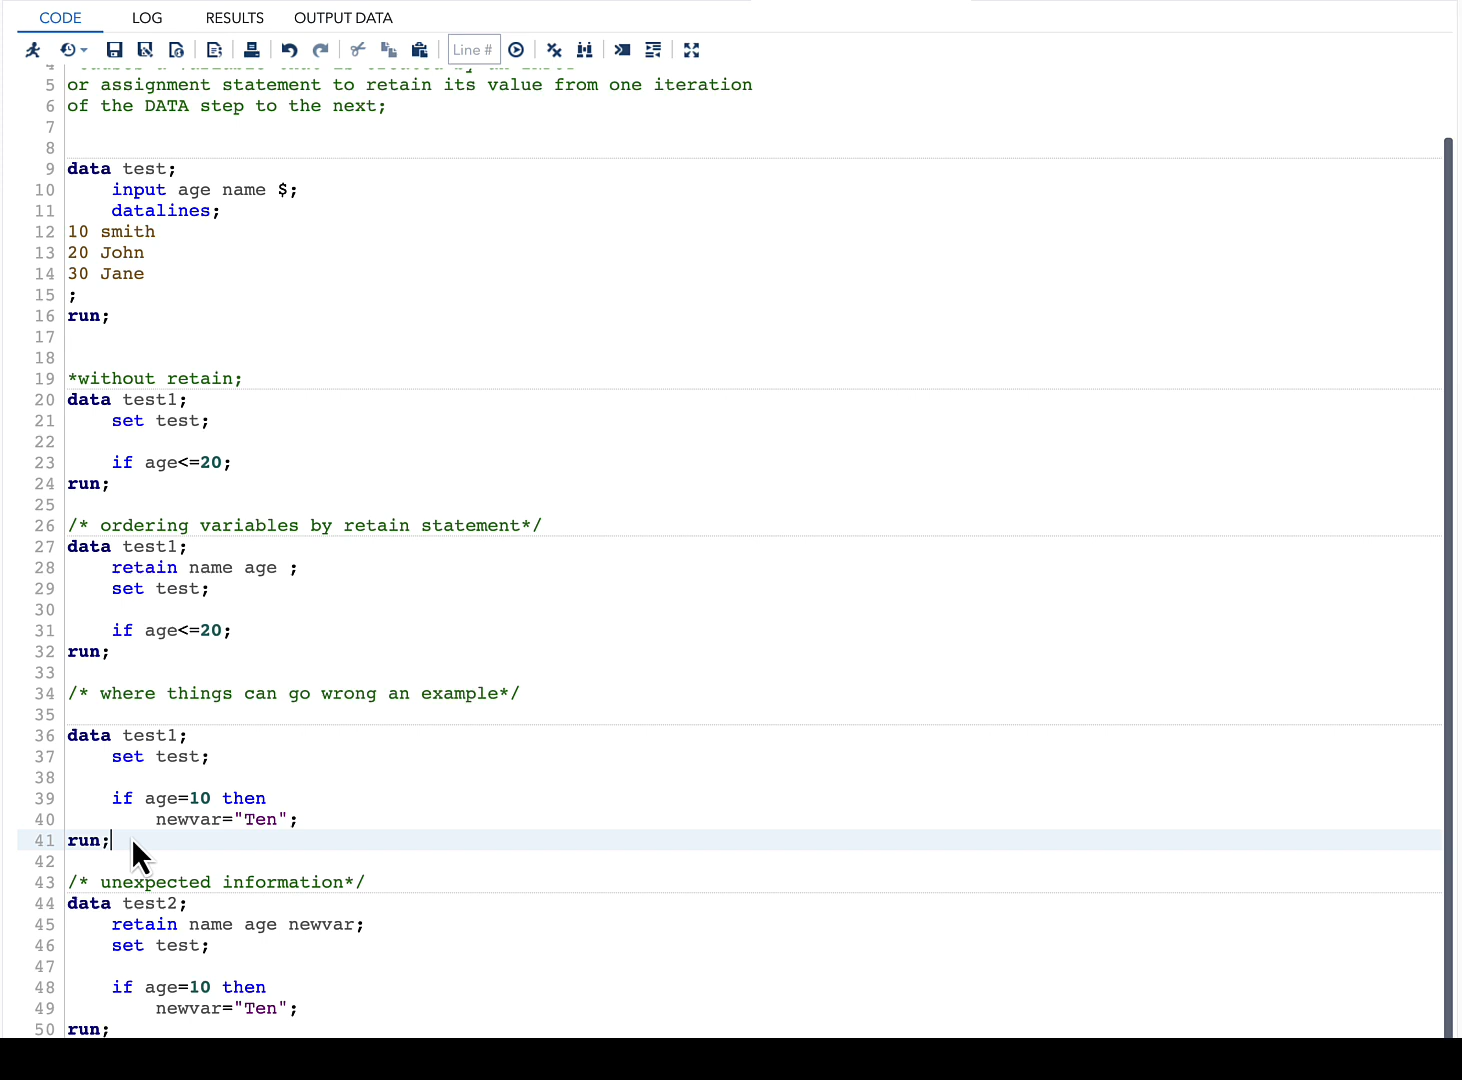 CODE LOG RESULTS OUTPUT DATA
Line #
5 or assignment statement to retain its value from one iteration
6 of the DATA step to the next;
7
8
9 data test;
10 input age name $;
11 datalines;
12 10 smith
13 20 John
14 30 Jane
15 ;
16 run;
17
18
19 *without retain;
20 data test1;
21 set test;
22
23 if age<=20;
24 run;
25
26 /* ordering variables by retain statement*/
27 data test1;
28 retain name age ;
29 set test;
30
31 if age<=20;
32 run;
33
34 /* where things can go wrong an example*/
35
36 data test1;
37 set test;
38
39 if age=10 then
40 newvar="Ten";
41 run;
42
43 /* unexpected information*/
44 data test2;
45 retain name age newvar;
46 set test;
47
48 if age=10 then
49 newvar="Ten";
50 run;